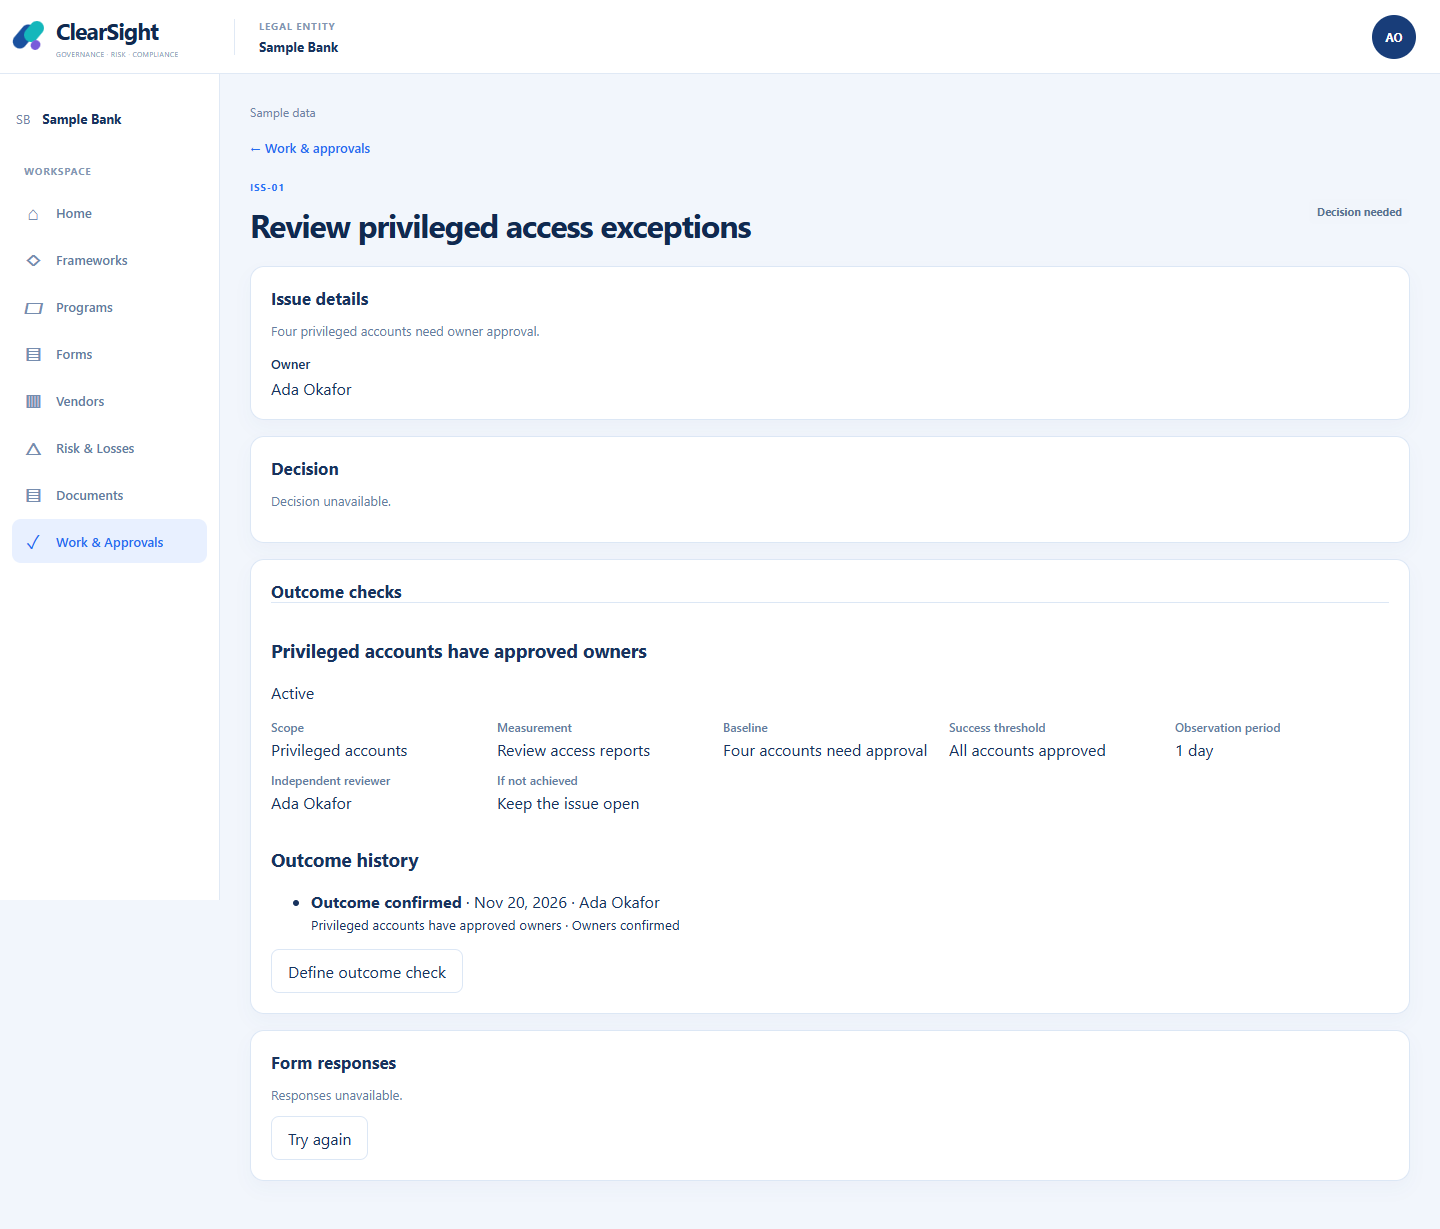 ClearSight
GOVERNANCE · RISK · COMPLIANCE
LEGAL ENTITY
Sample Bank
AO
SB Sample Bank
WORKSPACE
Home
Frameworks
Programs
Forms
Vendors
Risk & Losses
Documents
Work & Approvals
Sample data
← Work & approvals
ISS-01
Review privileged access exceptions
Decision needed
Issue details
Four privileged accounts need owner approval.
Owner
Ada Okafor
Decision
Decision unavailable.
Outcome checks
Privileged accounts have approved owners
Active
Scope Measurement Baseline Success threshold Observation period
Privileged accounts Review access reports Four accounts need approval All accounts approved 1 day
Independent reviewer If not achieved
Ada Okafor Keep the issue open
Outcome history
• Outcome confirmed · Nov 20, 2026 · Ada Okafor
Privileged accounts have approved owners · Owners confirmed
Define outcome check
Form responses
Responses unavailable.
Try again